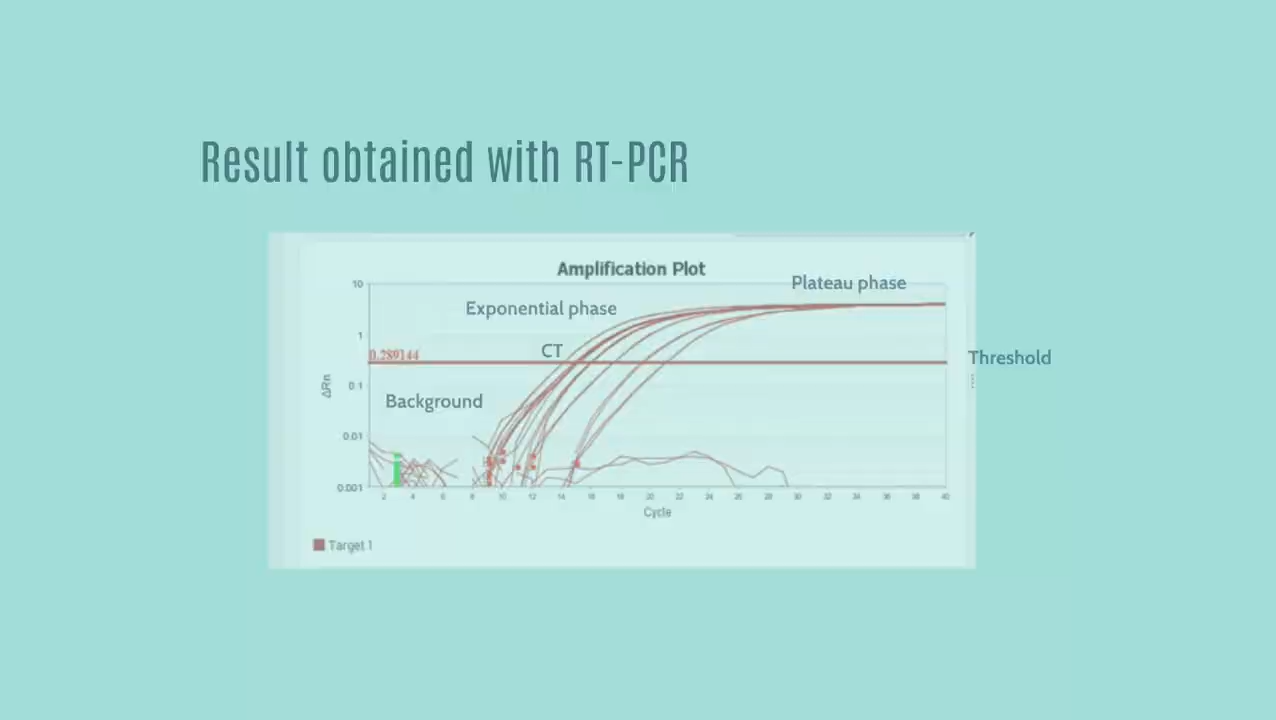 Result obtained with RT-PCR
Amplification Plot
Plateau phase
Exponential phase
CT
Threshold
Background
0.289144
ΔRn
10
1
0.1
0.01
0.001
2 4 6 8 10 12 14 16 18 20 22 24 26 28 30 32 34 36 38 40
Cycle
Target 1